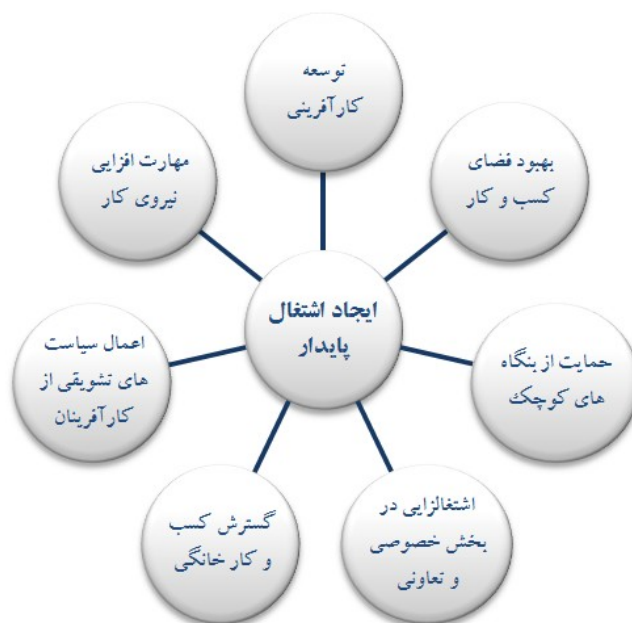 توسعه
کارآفرینی
بهبود فضای
کسب و کار
حمایت از بنگاه
های کوچک
اشتغالزایی در
بخش خصوصی
و تعاونی
گسترش کسب
و کار خانگی
اعمال سیاست
های تشویقی از
کارآفرینان
مهارت افزایی
نیروی کار
ایجاد اشتغال
پایدار